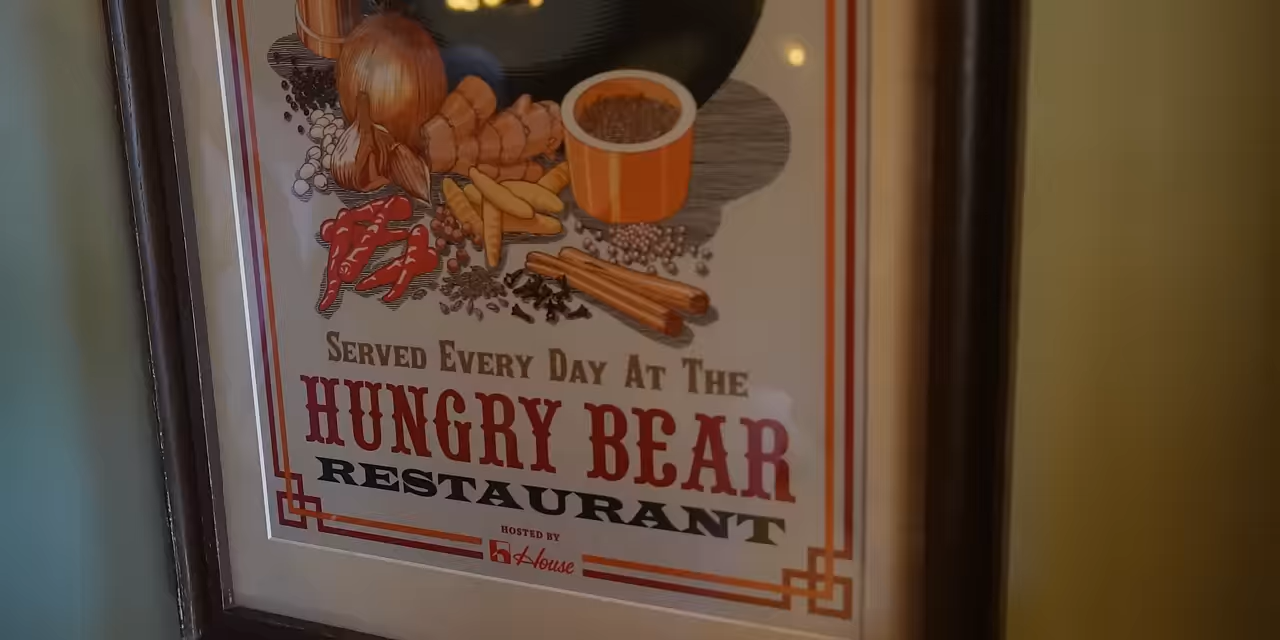 Served Every Day At The
HUNGRY BEAR
RESTAURANT
HOSTED BY
House